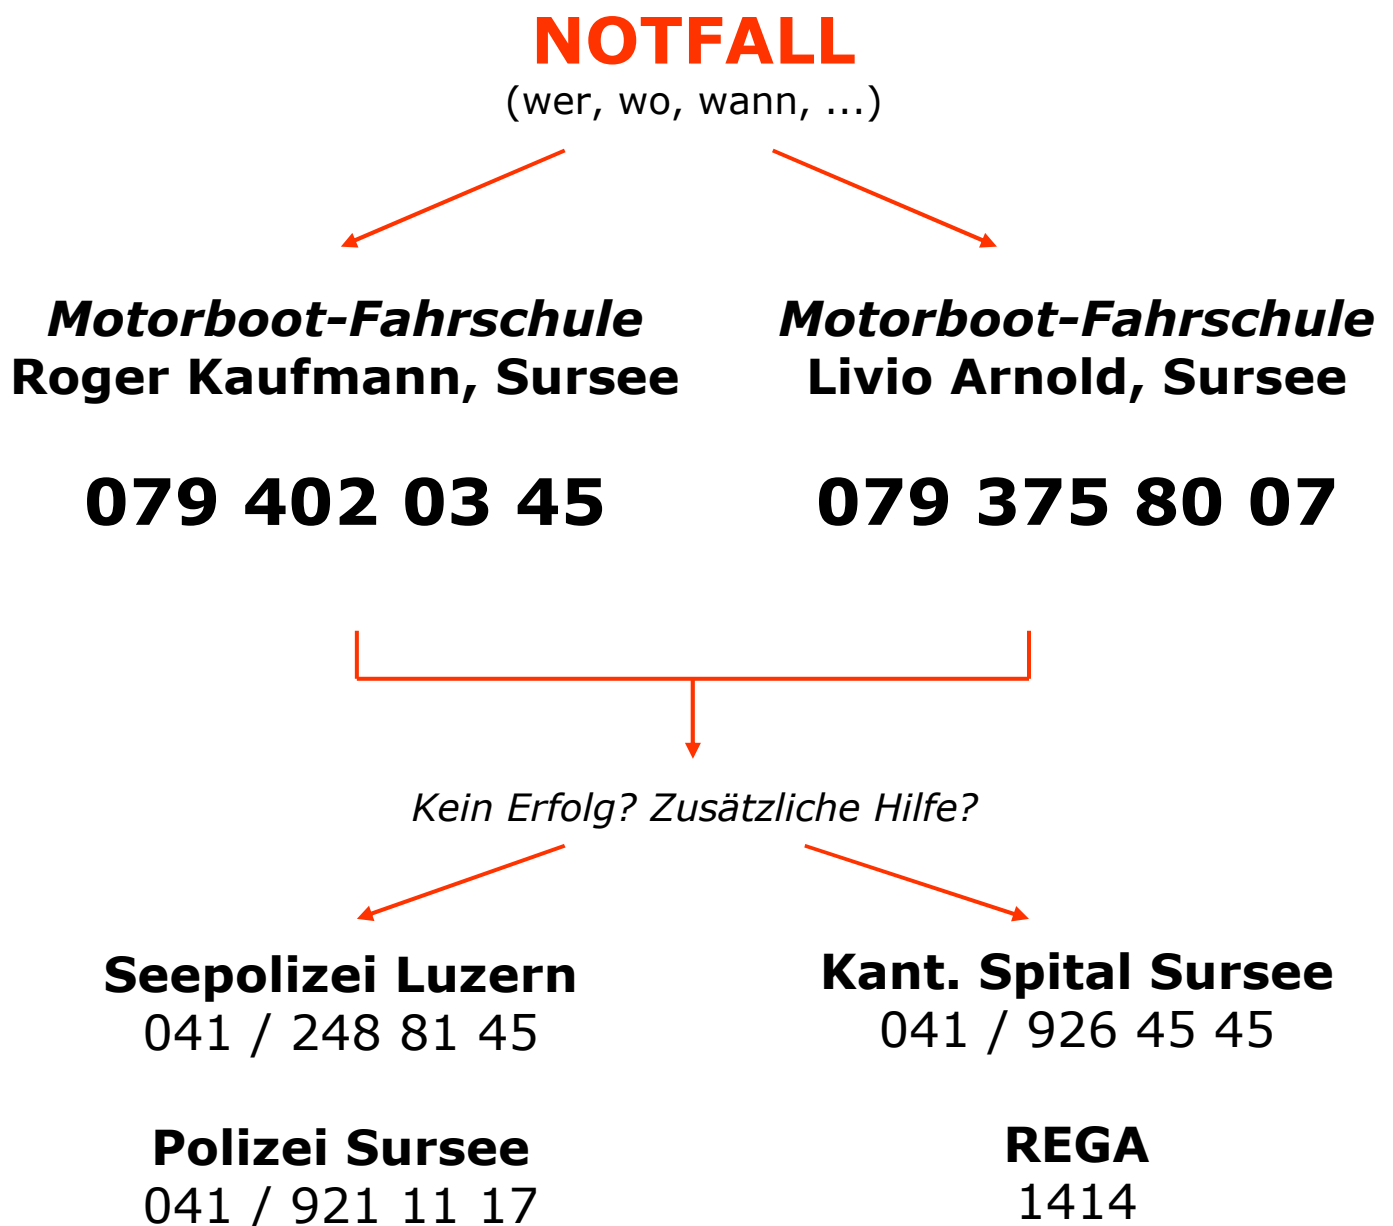 NOTFALL
(wer, wo, wann, ...)
Motorboot-Fahrschule
Roger Kaufmann, Sursee
079 402 03 45
Motorboot-Fahrschule
Livio Arnold, Sursee
079 375 80 07
Kein Erfolg? Zusätzliche Hilfe?
Seepolizei Luzern
041 / 248 81 45
Polizei Sursee
041 / 921 11 17
Kant. Spital Sursee
041 / 926 45 45
REGA
1414